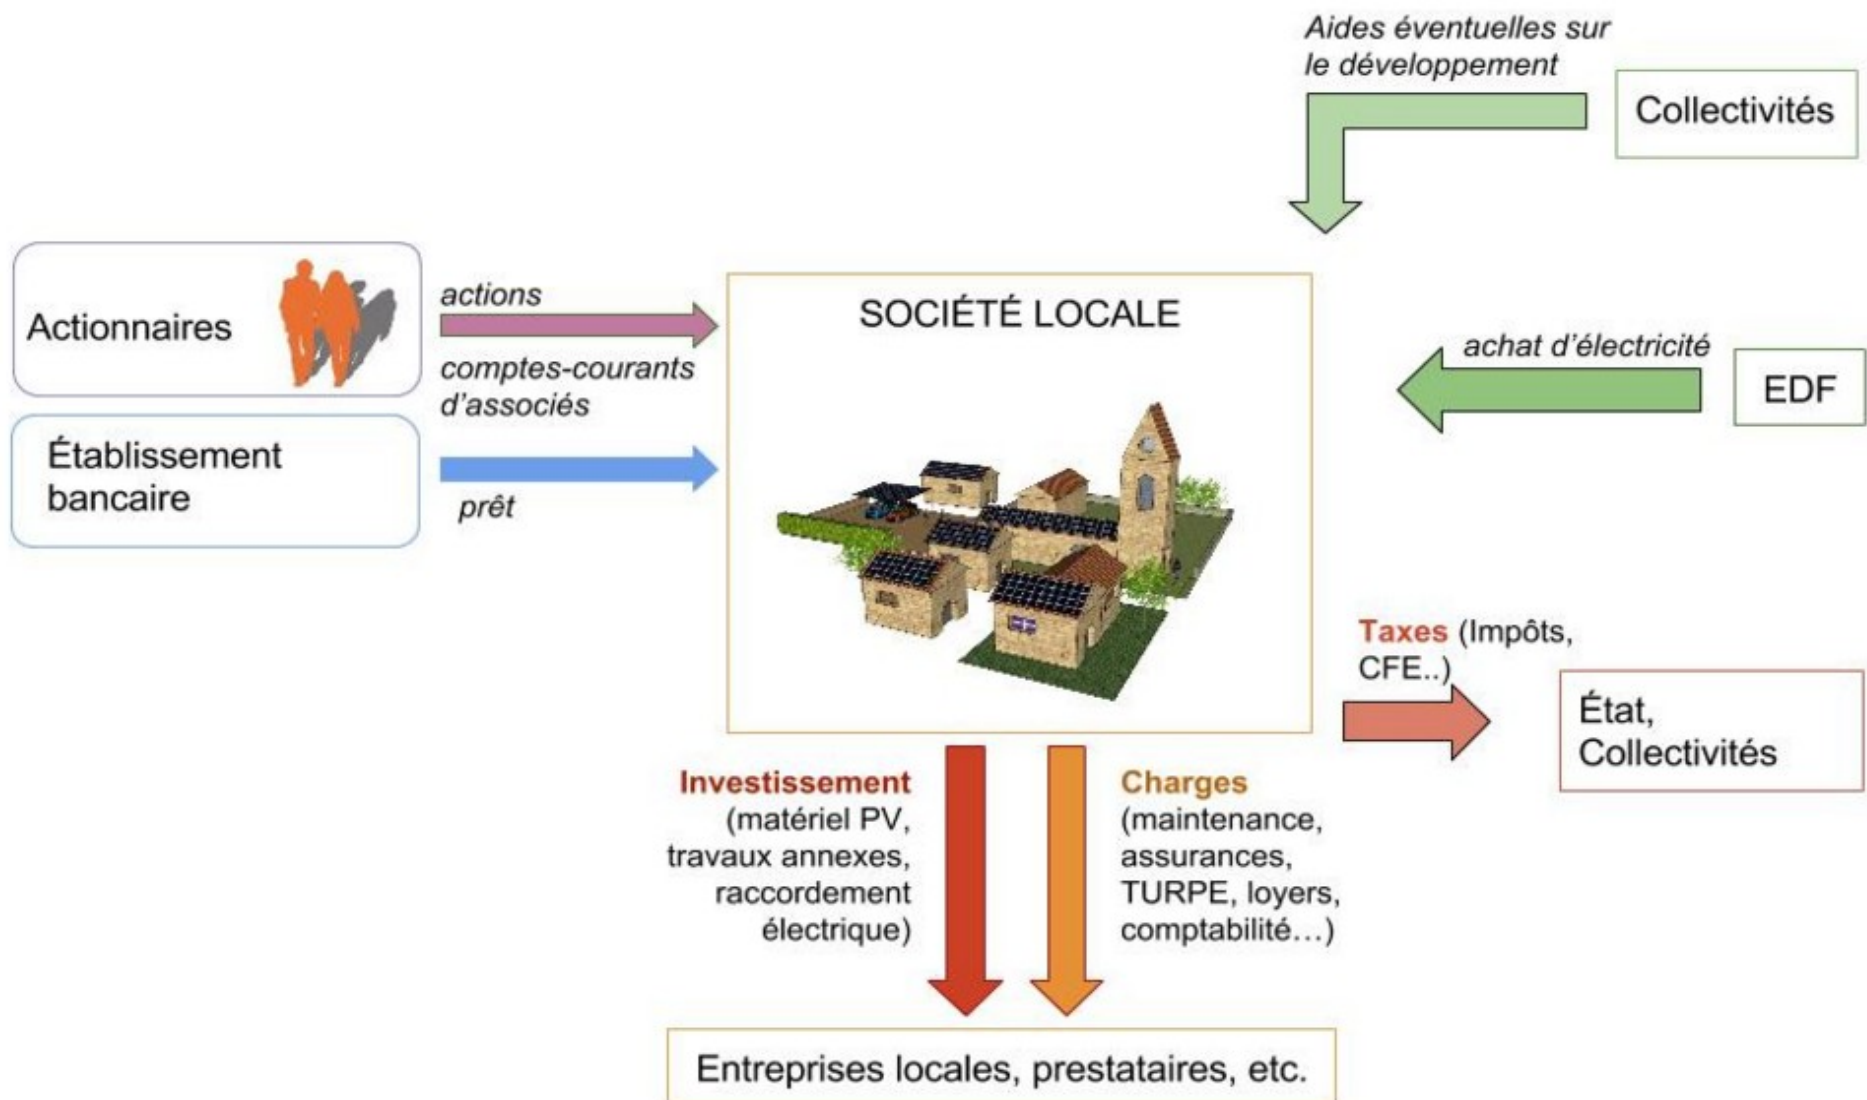 Aides éventuelles sur
le développement
Collectivités
Actionnaires
actions
comptes-courants
d'associés
Établissement
bancaire
prêt
SOCIÉTÉ LOCALE
achat d'électricité
EDF
Taxes (Impôts,
CFE..)
État,
Collectivités
Investissement
(matériel PV,
travaux annexes,
raccordement
électrique)
Charges
(maintenance,
assurances,
TURPE, loyers,
comptabilité…)
Entreprises locales, prestataires, etc.